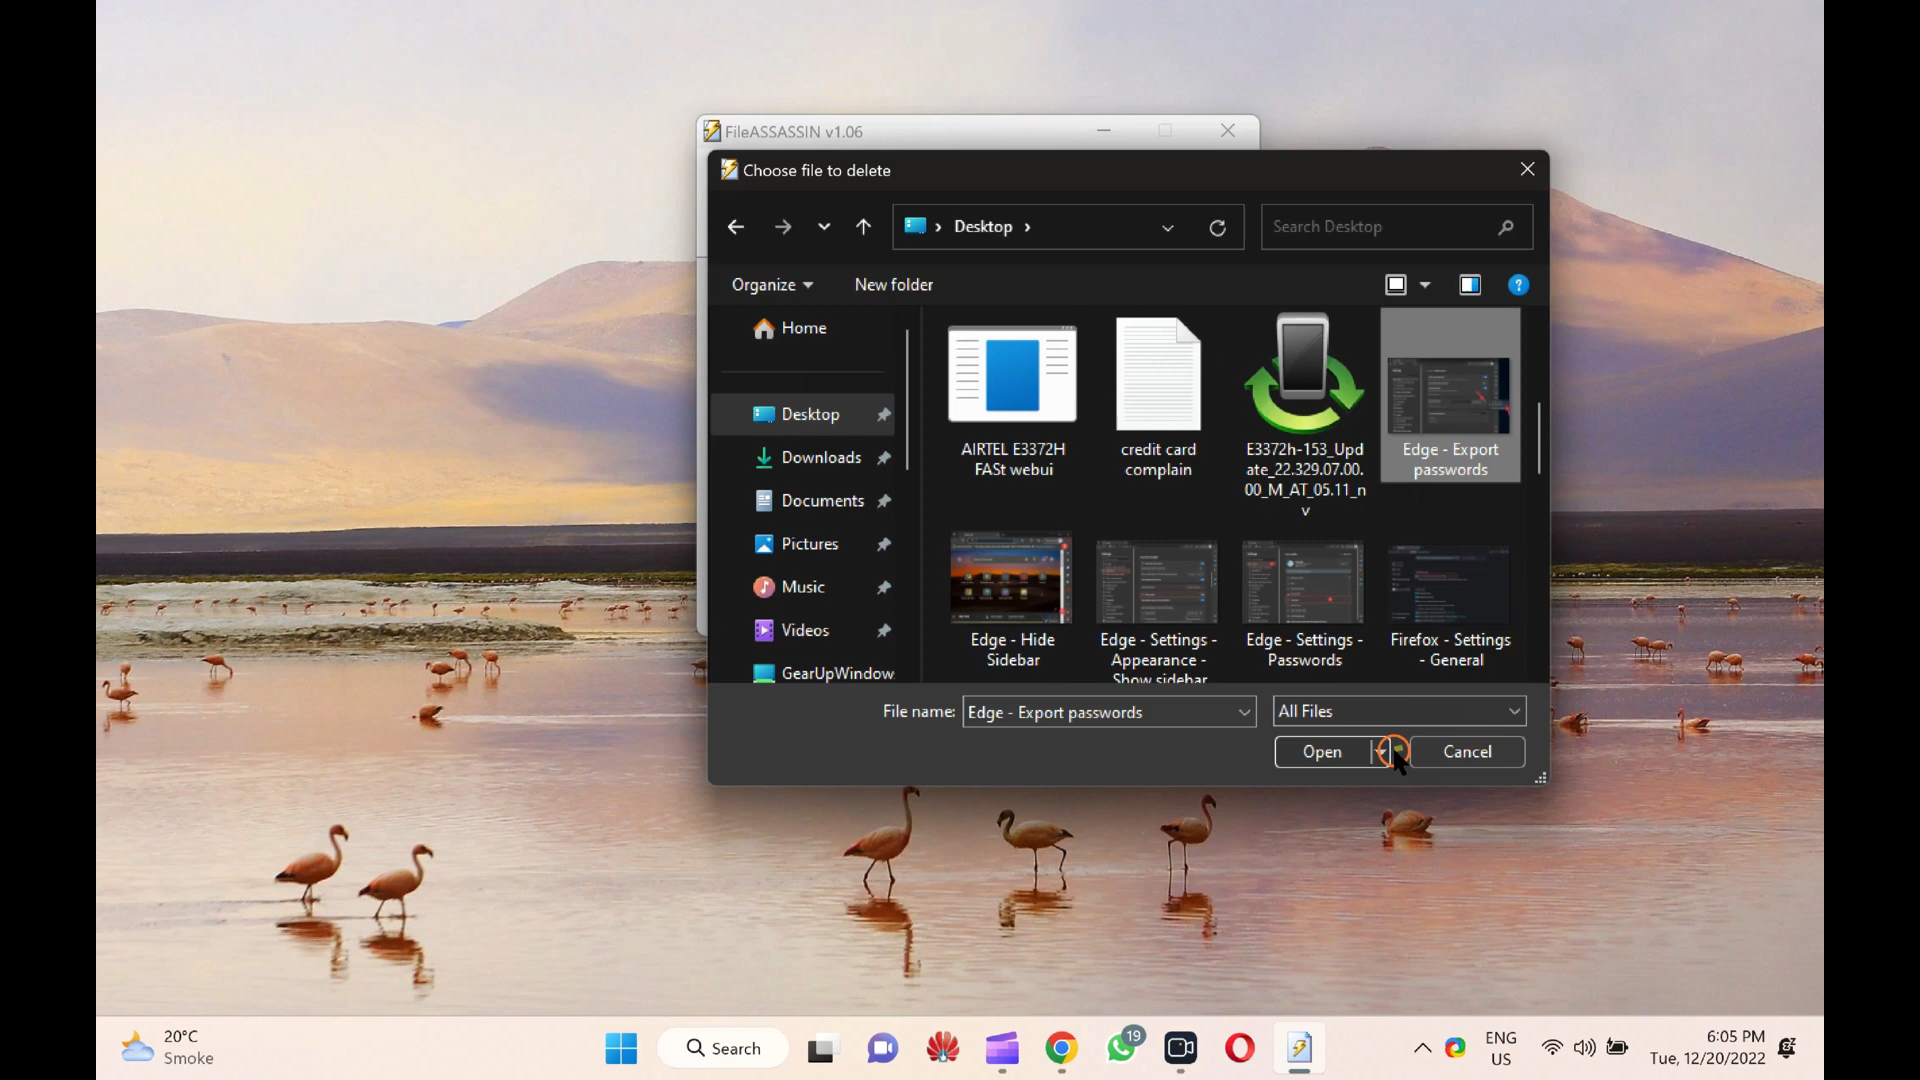 FileASSASSIN v1.06
Choose file to delete
Desktop
Search Desktop
Organize
New folder
Home
Desktop
Downloads
Documents
Pictures
Music
Videos
GearUpWindow
AIRTEL E3372H
FASt webui
credit card
complain
E3372h-153_Upd
ate_22.329.07.00.
00_M_AT_05.11_n
v
Edge - Export
passwords
Edge - Hide
Sidebar
Edge - Settings -
Appearance -
Show sidebar
Edge - Settings -
Passwords
Firefox - Settings
- General
File name:
Edge - Export passwords
All Files
Open
Cancel
20°C
Smoke
Search
19
ENG
US
6:05 PM
Tue, 12/20/2022